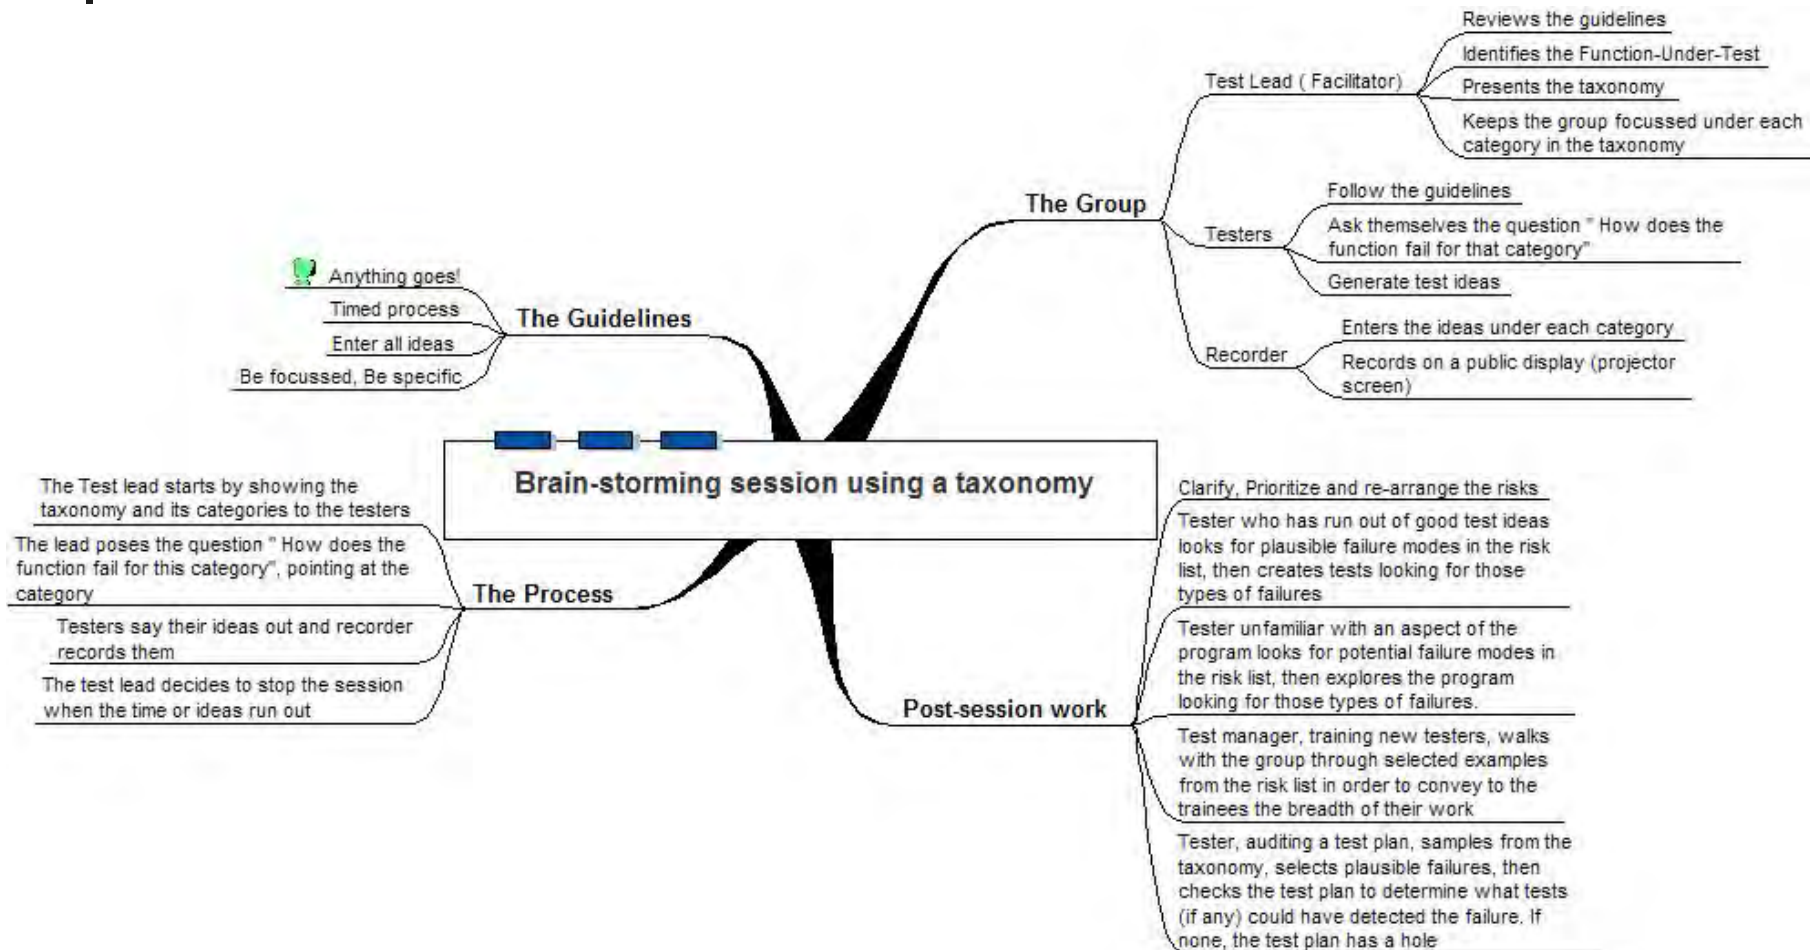 Brain-storming session using a taxonomy
The Group
Test Lead ( Facilitator)
Reviews the guidelines
Identifies the Function-Under-Test
Presents the taxonomy
Keeps the group focussed under each
category in the taxonomy
Testers
Follow the guidelines
Ask themselves the question " How does the
function fail for that category"
Generate test ideas
Recorder
Enters the ideas under each category
Records on a public display (projector
screen)
The Guidelines
Anything goes!
Timed process
Enter all ideas
Be focussed, Be specific
The Process
The Test lead starts by showing the
taxonomy and its categories to the testers
The lead poses the question " How does the
function fail for this category", pointing at the
category
Testers say their ideas out and recorder
records them
The test lead decides to stop the session
when the time or ideas run out
Post-session work
Clarify, Prioritize and re-arrange the risks
Tester who has run out of good test ideas
looks for plausible failure modes in the risk
list, then creates tests looking for those
types of failures
Tester unfamiliar with an aspect of the
program looks for potential failure modes in
the risk list, then explores the program
looking for those types of failures.
Test manager, training new testers, walks
with the group through selected examples
from the risk list in order to convey to the
trainees the breadth of their work
Tester, auditing a test plan, samples from the
taxonomy, selects plausible failures, then
checks the test plan to determine what tests
(if any) could have detected the failure. If
none, the test plan has a hole